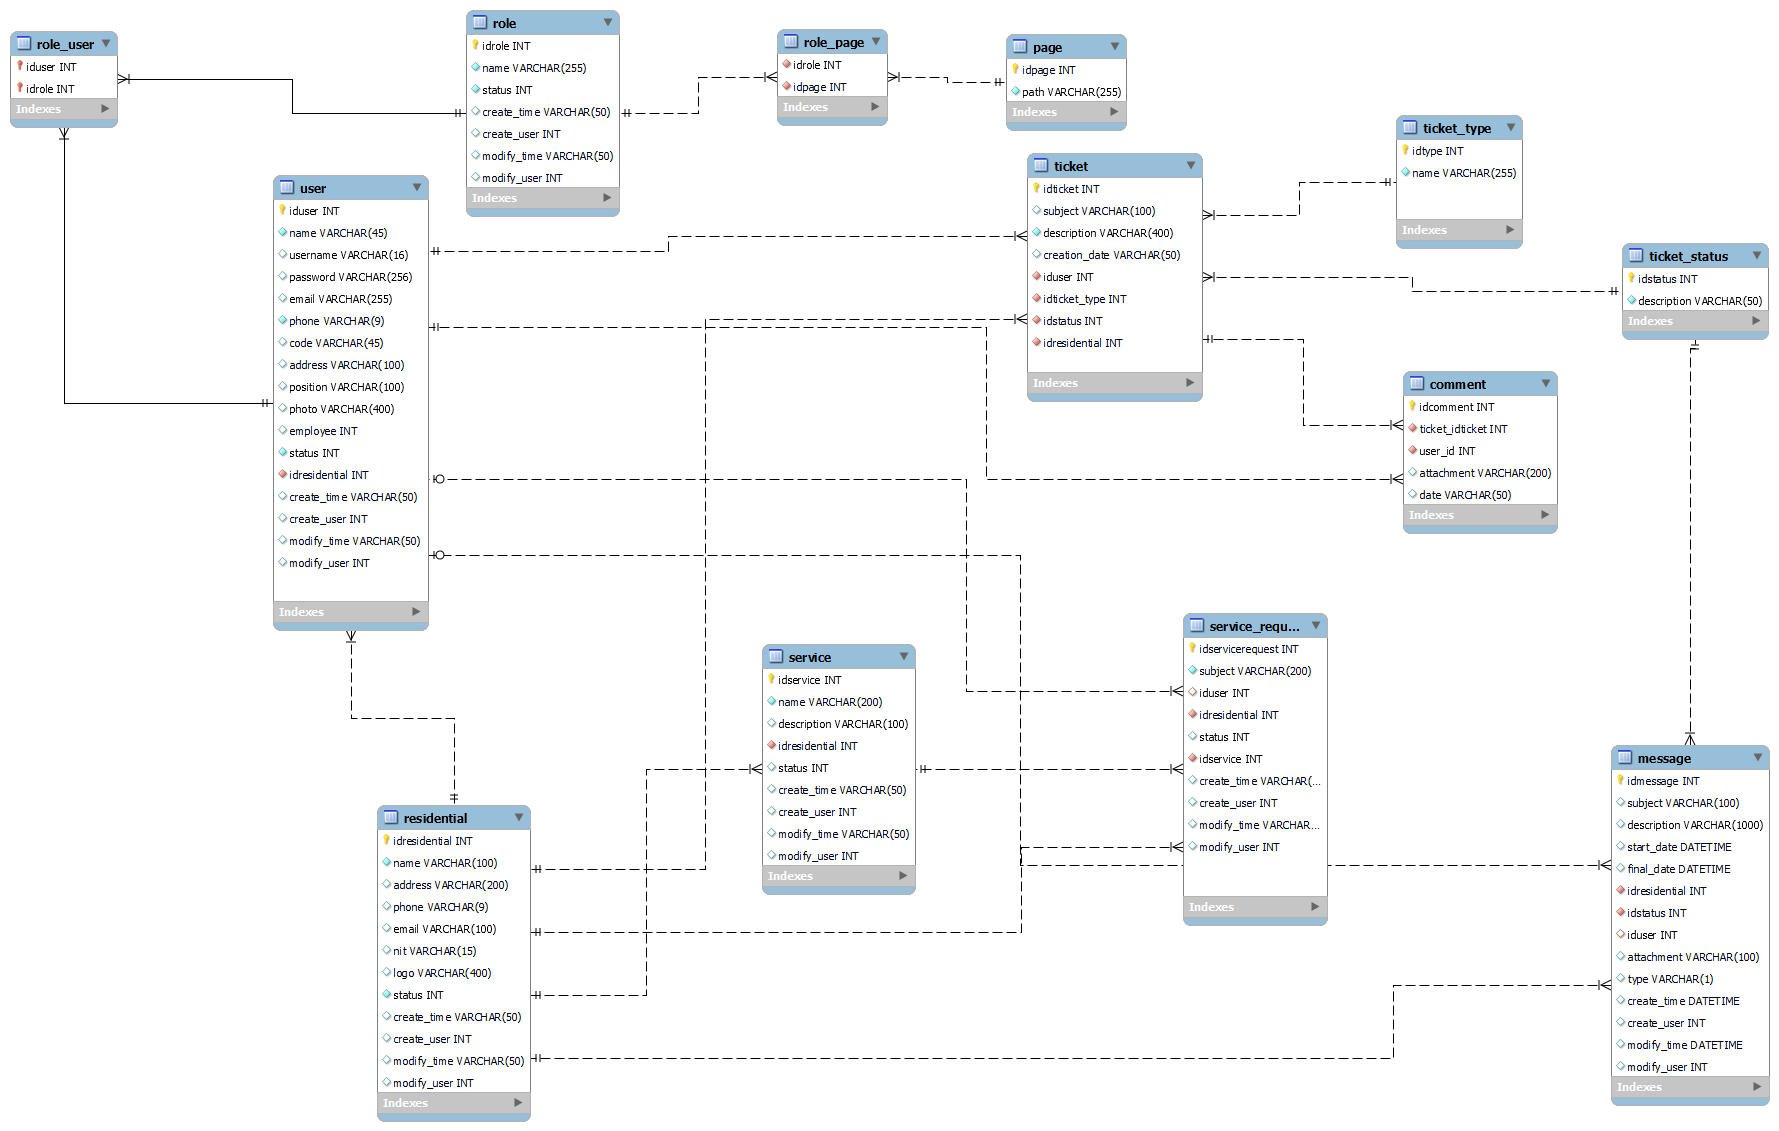 role_user
iduser INT
idrole INT
Indexes
role
idrole INT
name VARCHAR(255)
status INT
create_time VARCHAR(50)
create_user INT
modify_time VARCHAR(50)
modify_user INT
Indexes
role_page
idrole INT
idpage INT
Indexes
page
idpage INT
path VARCHAR(255)
Indexes
ticket_type
idtype INT
name VARCHAR(255)
Indexes
user
iduser INT
name VARCHAR(45)
username VARCHAR(16)
password VARCHAR(256)
email VARCHAR(255)
phone VARCHAR(9)
code VARCHAR(45)
address VARCHAR(100)
position VARCHAR(100)
photo VARCHAR(400)
employee INT
status INT
idresidential INT
create_time VARCHAR(50)
create_user INT
modify_time VARCHAR(50)
modify_user INT
Indexes
ticket
idticket INT
subject VARCHAR(100)
description VARCHAR(400)
creation_date VARCHAR(50)
iduser INT
idticket_type INT
idstatus INT
idresidential INT
Indexes
ticket_status
idstatus INT
description VARCHAR(50)
Indexes
comment
idcomment INT
ticket_idticket INT
user_id INT
attachment VARCHAR(200)
date VARCHAR(50)
Indexes
service
idservice INT
name VARCHAR(200)
description VARCHAR(100)
idresidential INT
status INT
create_time VARCHAR(50)
create_user INT
modify_time VARCHAR(50)
modify_user INT
Indexes
service_requ...
idservicerequest INT
subject VARCHAR(200)
iduser INT
idresidential INT
status INT
idservice INT
create_time VARCHAR(...
create_user INT
modify_time VARCHAR...
modify_user INT
Indexes
residential
idresidential INT
name VARCHAR(100)
address VARCHAR(200)
phone VARCHAR(9)
email VARCHAR(100)
nit VARCHAR(15)
logo VARCHAR(400)
status INT
create_time VARCHAR(50)
create_user INT
modify_time VARCHAR(50)
modify_user INT
Indexes
message
idmessage INT
subject VARCHAR(100)
description VARCHAR(1000)
start_date DATETIME
final_date DATETIME
idresidential INT
idstatus INT
iduser INT
attachment VARCHAR(100)
type VARCHAR(1)
create_time DATETIME
create_user INT
modify_time DATETIME
modify_user INT
Indexes